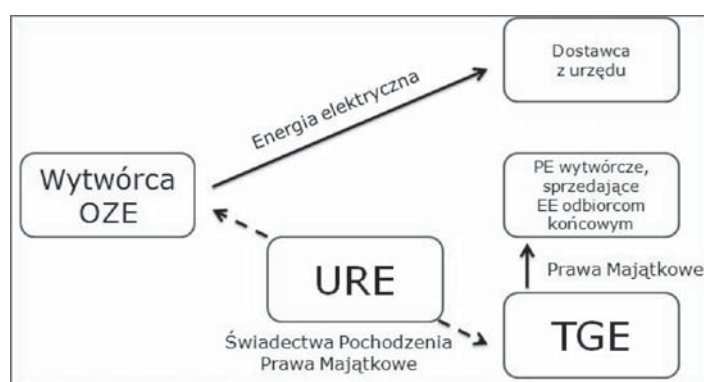 Dostawca
z urzędu
Energia elektryczna
Wytwórca
OZE
PE wytwórcze,
sprzedające
EE odbiorcom
końcowym
URE
Prawa Majątkowe
Świadectwa Pochodzenia
Prawa Majątkowe
TGE